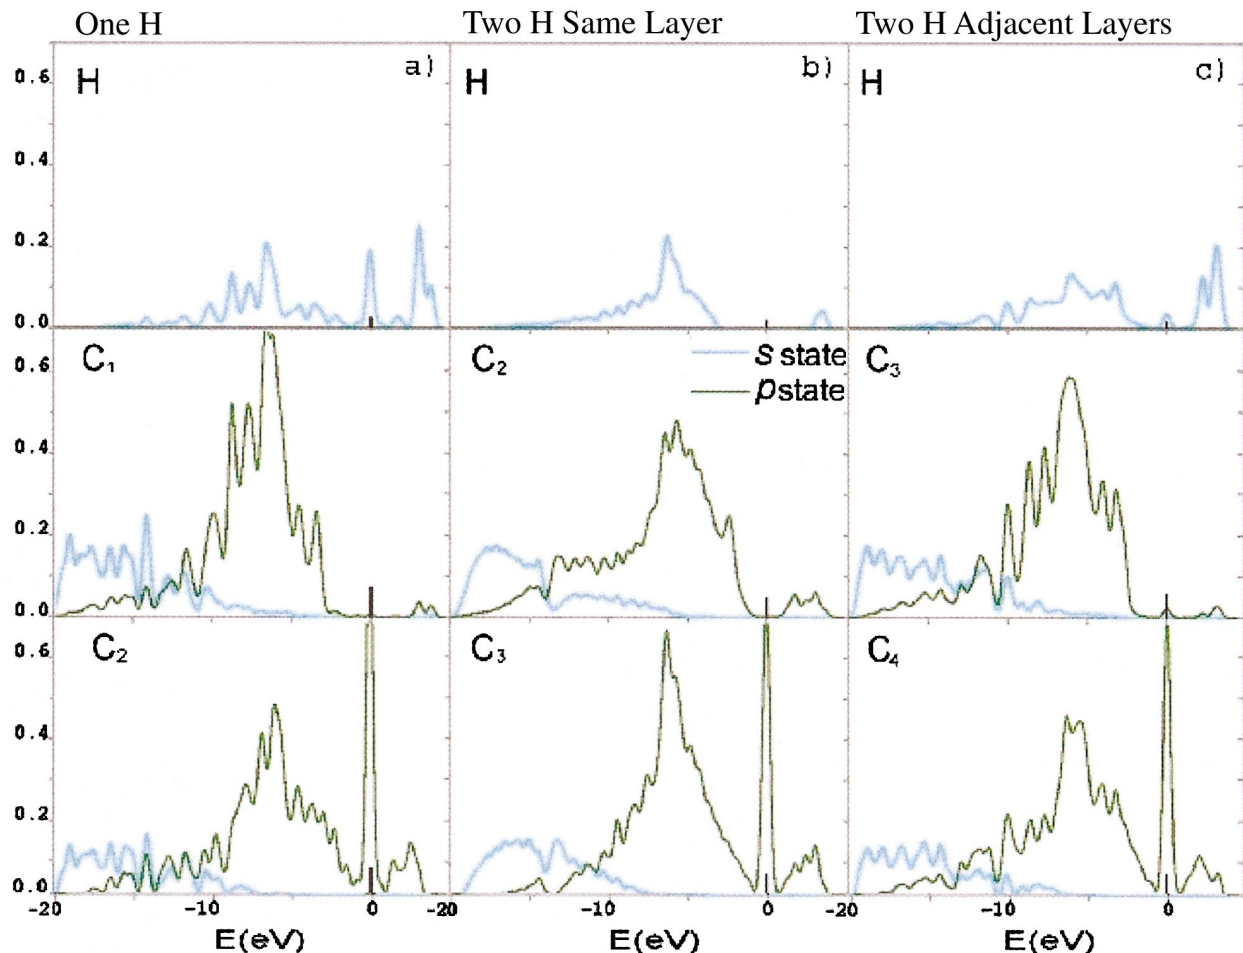 One H Two H Same Layer Two H Adjacent Layers
H a) H b) H c)
0.6
0.4
0.2
0.0
C₁ C₂ s state C₃
p state
0.6
0.4
0.2
0.0
C₂ C₃ C₄
0.6
0.4
0.2
0.0
-20 -10 0 -20 -10 0 -20 -10 0
E(eV) E(eV) E(eV)